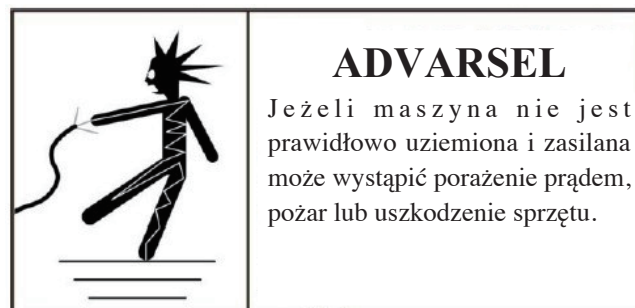 ADVARSEL
Jeżeli maszyna nie jest
prawidłowo uziemiona i zasilana
może wystąpić porażenie prądem,
pożar lub uszkodzenie sprzętu.